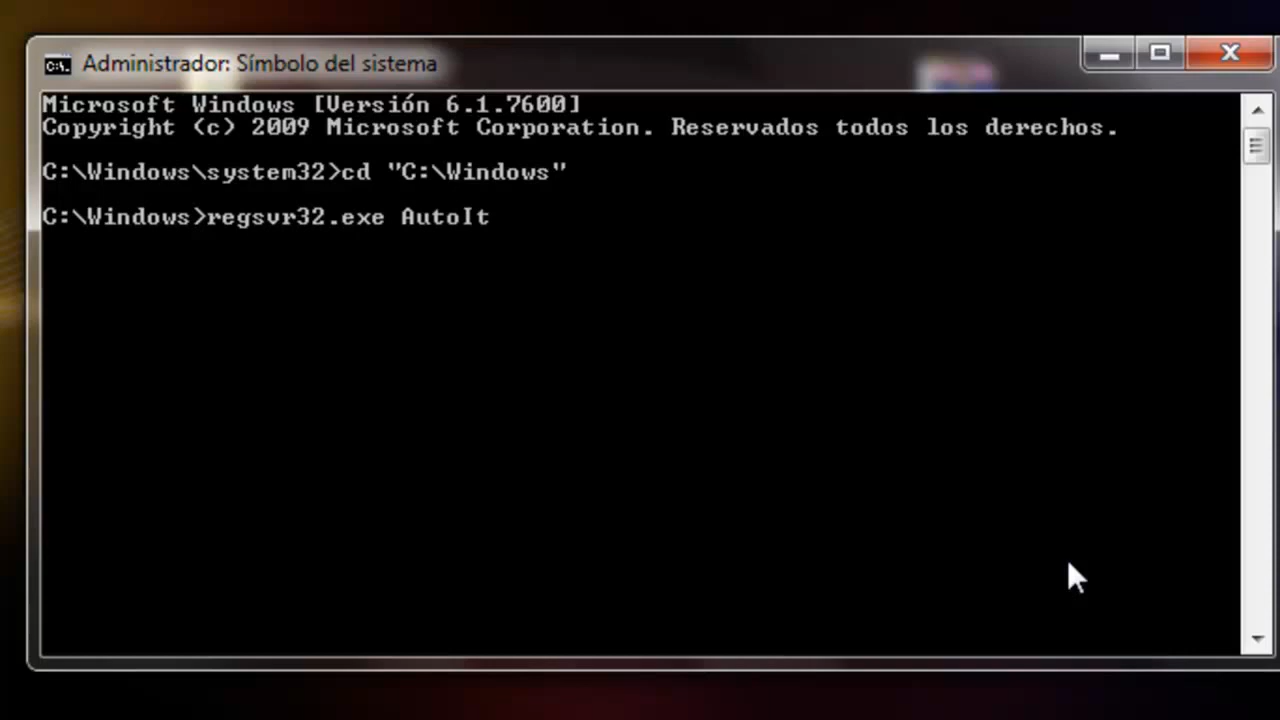 Administrador: Símbolo del sistema
Microsoft Windows [Versión 6.1.7600]
Copyright (c) 2009 Microsoft Corporation. Reservados todos los derechos.
C:\Windows\system32>cd "C:\Windows"
C:\Windows>regsvr32.exe AutoIt